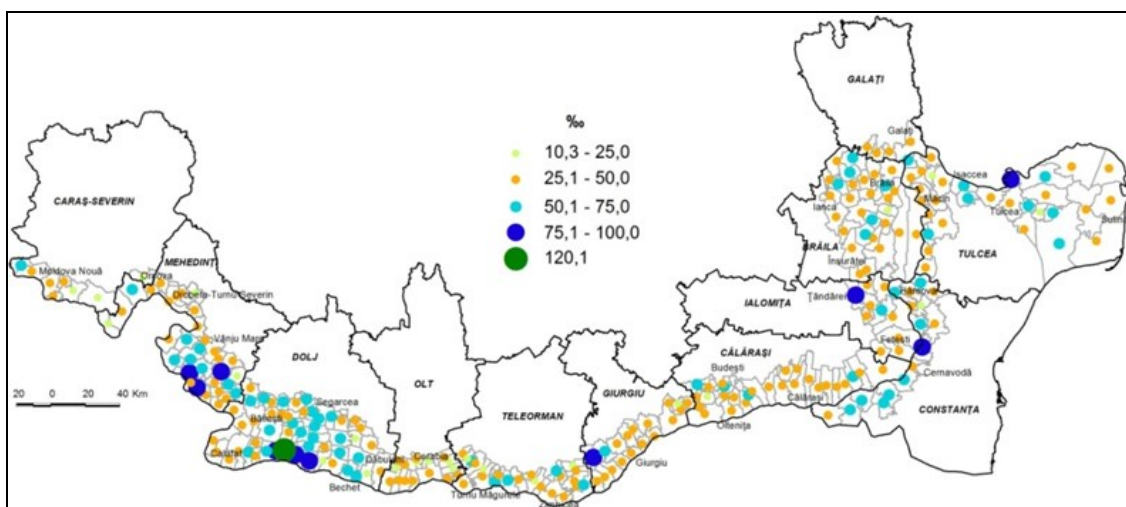 GALAȚI
‰
Galați
10,3 - 25,0
25,1 - 50,0
Isaccea
50,1 - 75,0
Brăila
CARAȘ-SEVERIN
75,1 - 100,0
Ianca
Măcin
Tulcea
Sulina
120,1
BRĂILA
TULCEA
MEHEDINȚI
Însurăței
Moldova Nouă
Orșova
Drobeta-Turnu Severin
IALOMIȚA
Țăndărei
Hârșova
Vânju Mare
DOLJ
CĂLĂRAȘI
Fetești
OLT
Budești
GIURGIU
Cernavodă
20 0 20 40 Km
Segarcea
TELEORMAN
Călărași
CONSTANȚA
Băilești
Oltenița
Calafat
Dăbuleni
Corabia
Giurgiu
Bechet
Turnu Măgurele
Zimnicea